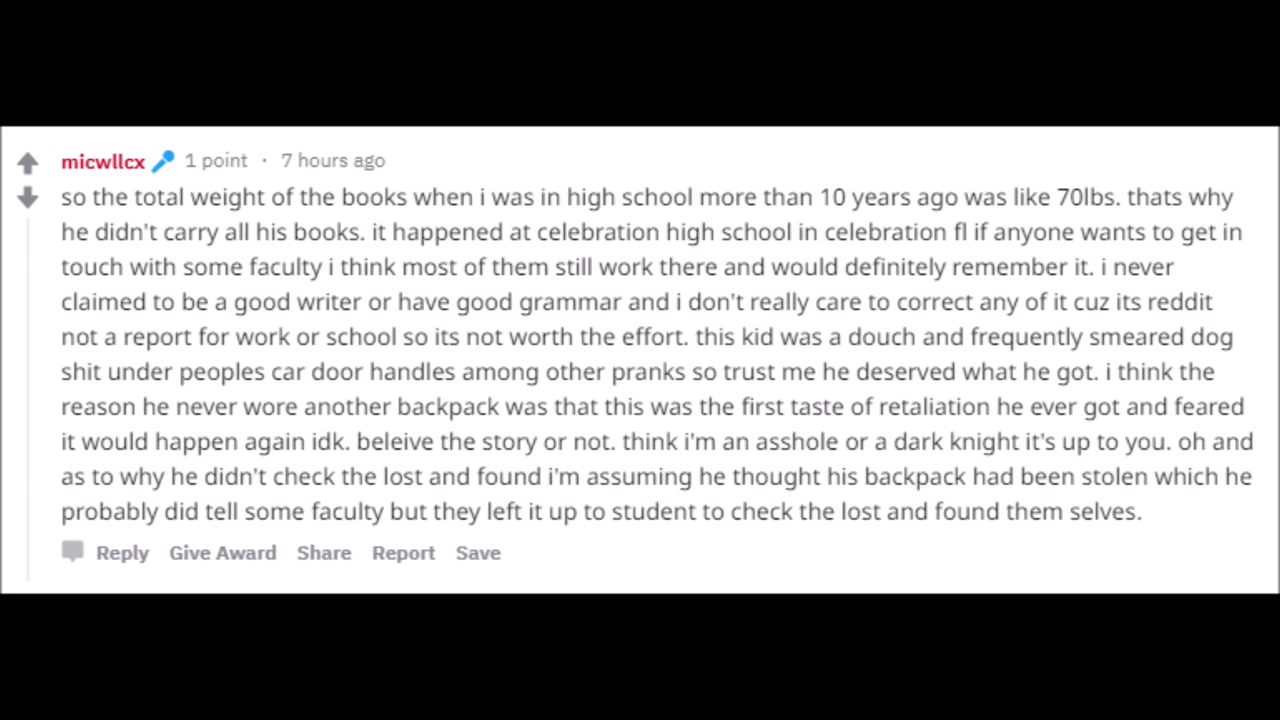 micwllcx 1 point · 7 hours ago
so the total weight of the books when i was in high school more than 10 years ago was like 70lbs. thats why
he didn't carry all his books. it happened at celebration high school in celebration fl if anyone wants to get in
touch with some faculty i think most of them still work there and would definitely remember it. i never
claimed to be a good writer or have good grammar and i don't really care to correct any of it cuz its reddit
not a report for work or school so its not worth the effort. this kid was a douch and frequently smeared dog
shit under peoples car door handles among other pranks so trust me he deserved what he got. i think the
reason he never wore another backpack was that this was the first taste of retaliation he ever got and feared
it would happen again idk. beleive the story or not. think i'm an asshole or a dark knight it's up to you. oh and
as to why he didn't check the lost and found i'm assuming he thought his backpack had been stolen which he
probably did tell some faculty but they left it up to student to check the lost and found them selves.
Reply Give Award Share Report Save